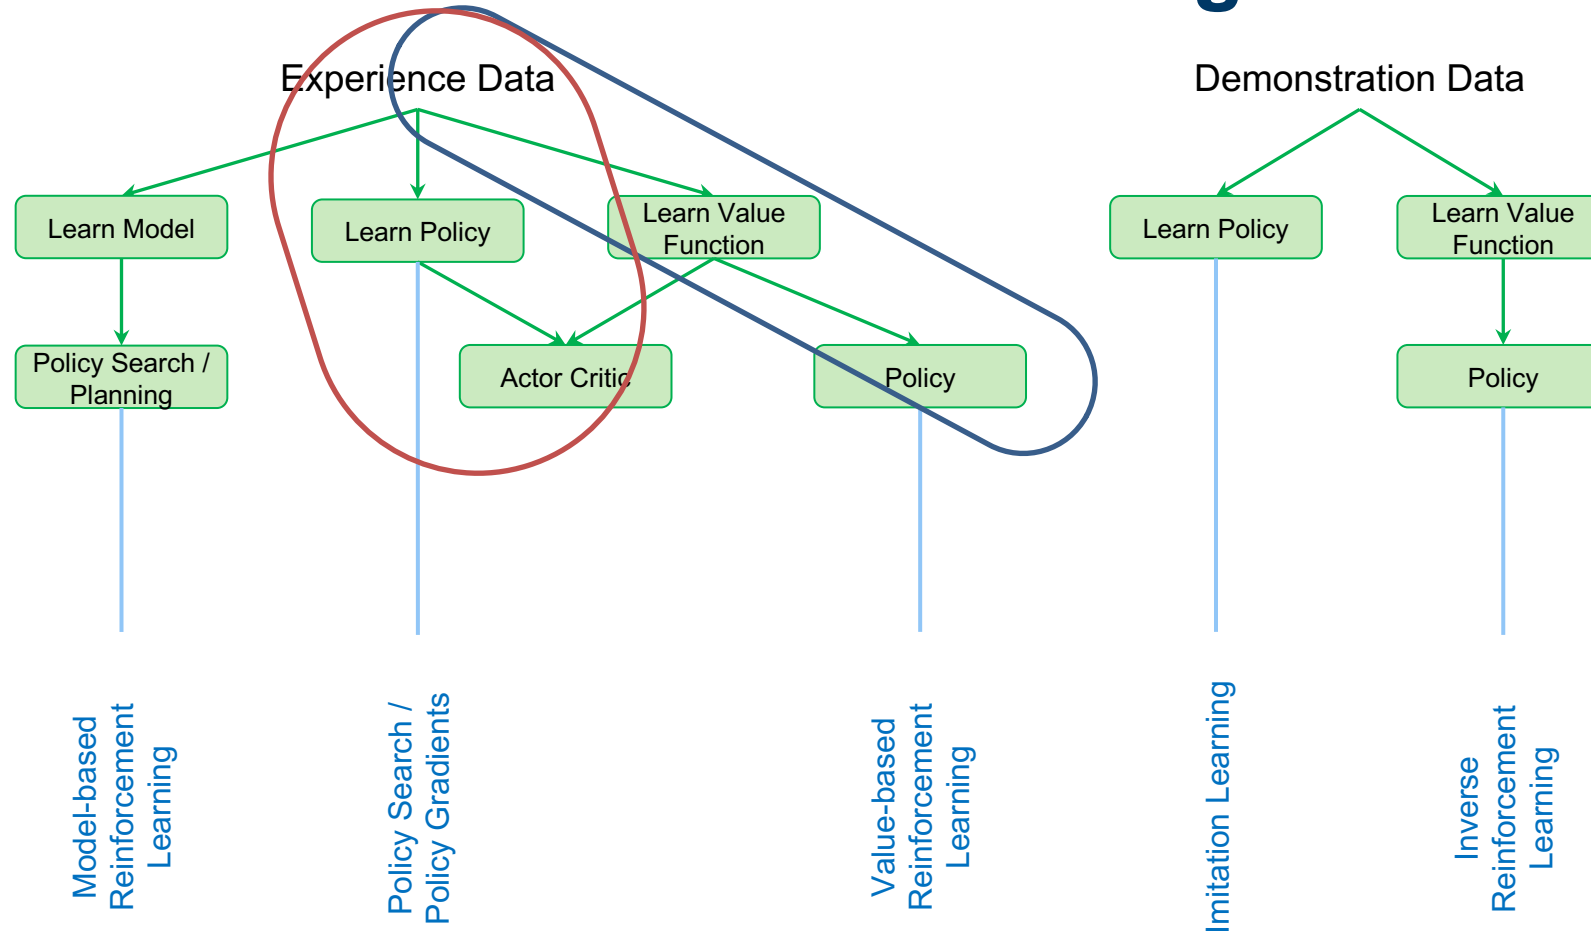 Experience Data
Demonstration Data
Learn Model
Learn Policy
Learn Value
Function
Learn Policy
Learn Value
Function
Policy Search /
Planning
Actor Critic
Policy
Policy
Model-based
Reinforcement
Learning
Policy Search /
Policy Gradients
Value-based
Reinforcement
Learning
Imitation Learning
Inverse
Reinforcement
Learning